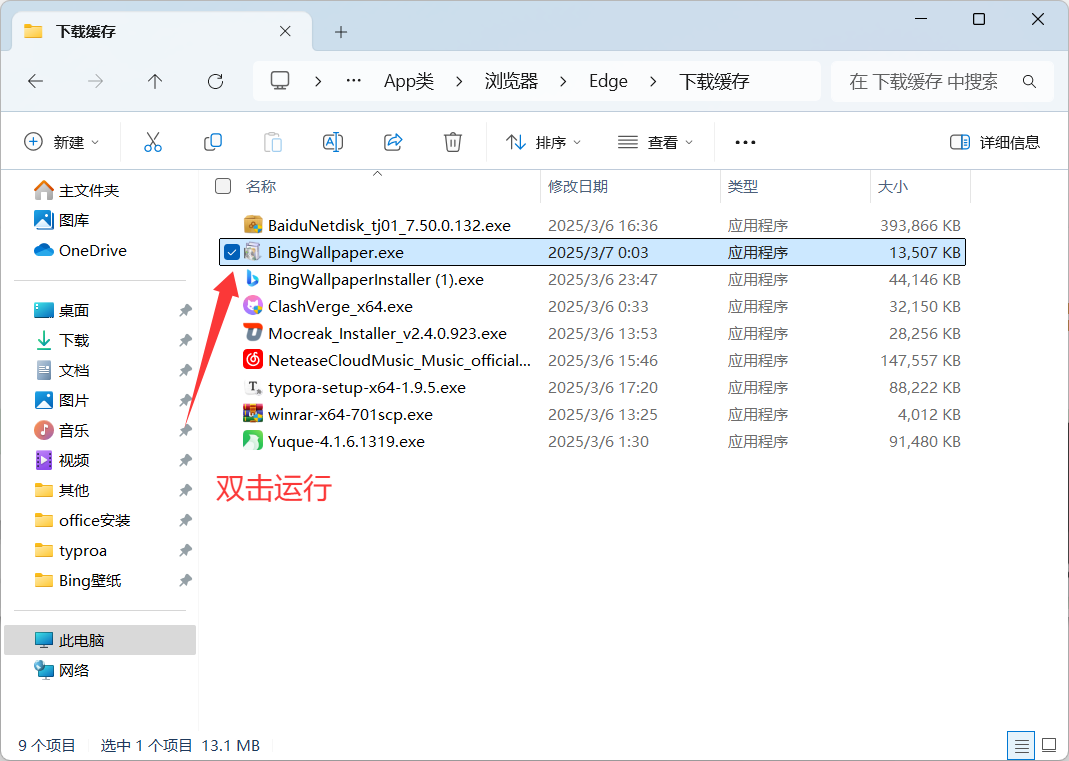 下载缓存
… App类 浏览器 Edge 下载缓存
在 下载缓存 中搜索
新建 排序 查看 … 详细信息
主文件夹
图库
OneDrive
桌面
下载
文档
图片
音乐
视频
其他
office安装
typroa
Bing壁纸
此电脑
网络
名称 修改日期 类型 大小
BaiduNetdisk_tj01_7.50.0.132.exe 2025/3/6 16:36 应用程序 393,866 KB
BingWallpaper.exe 2025/3/7 0:03 应用程序 13,507 KB
BingWallpaperInstaller (1).exe 2025/3/6 23:47 应用程序 44,146 KB
ClashVerge_x64.exe 2025/3/6 0:33 应用程序 32,150 KB
Mocreak_Installer_v2.4.0.923.exe 2025/3/6 13:53 应用程序 28,256 KB
NeteaseCloudMusic_Music_official... 2025/3/6 15:46 应用程序 147,557 KB
typora-setup-x64-1.9.5.exe 2025/3/6 17:20 应用程序 88,222 KB
winrar-x64-701scp.exe 2025/3/6 13:25 应用程序 4,012 KB
Yuque-4.1.6.1319.exe 2025/3/6 1:30 应用程序 91,480 KB
双击运行
9 个项目 选中 1 个项目 13.1 MB